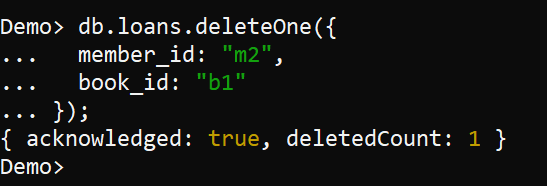 Demo> db.loans.deleteOne({
...   member_id: "m2",
...   book_id: "b1"
... });
{ acknowledged: true, deletedCount: 1 }
Demo>